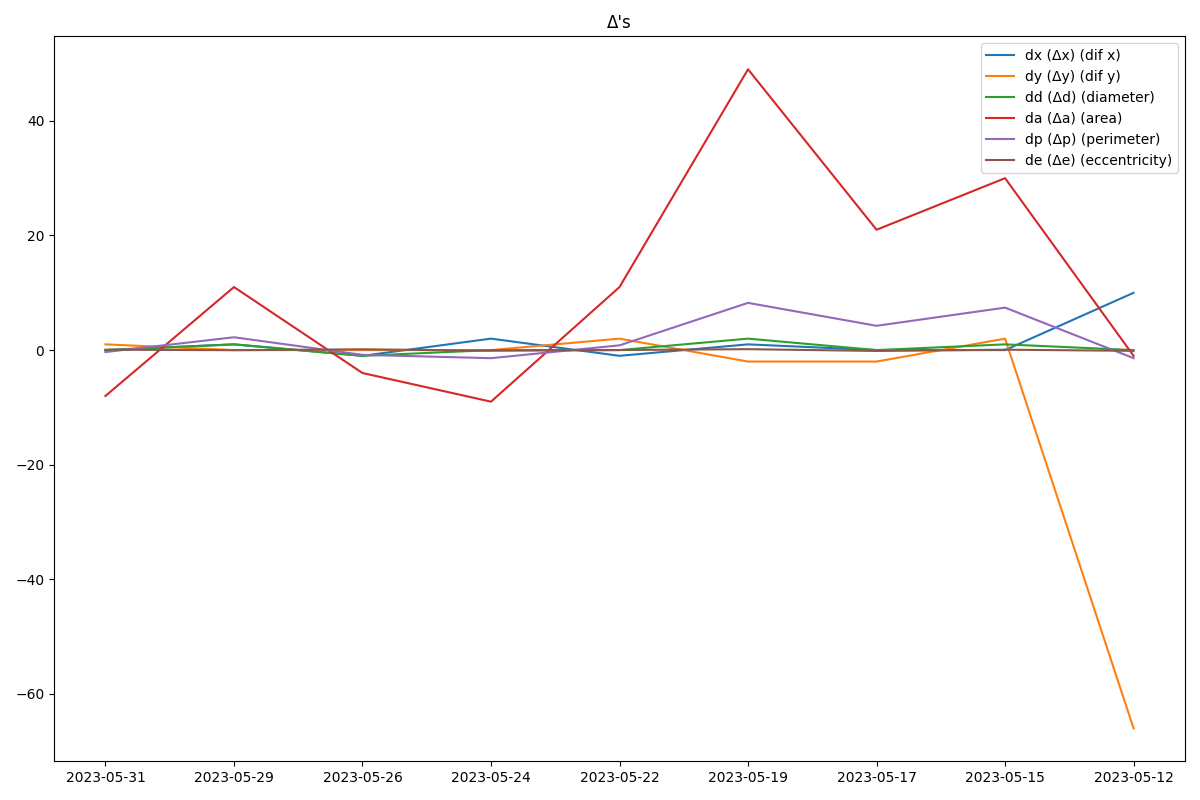 Δ's
dx (Δx) (dif x)
dy (Δy) (dif y)
dd (Δd) (diameter)
da (Δa) (area)
dp (Δp) (perimeter)
de (Δe) (eccentricity)
40
20
0
−20
−40
−60
2023-05-31 2023-05-29 2023-05-26 2023-05-24 2023-05-22 2023-05-19 2023-05-17 2023-05-15 2023-05-12